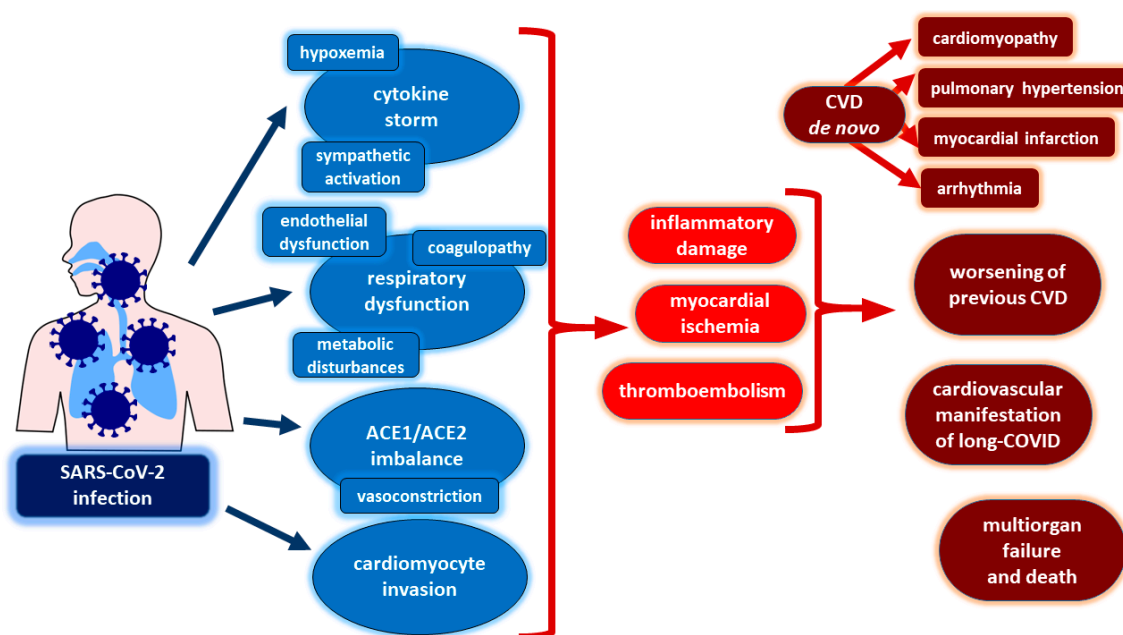 hypoxemia
cytokine
storm
sympathetic
activation
endothelial
dysfunction
coagulopathy
respiratory
dysfunction
metabolic
disturbances
ACE1/ACE2
imbalance
vasoconstriction
cardiomyocyte
invasion
SARS-CoV-2
infection
inflammatory
damage
myocardial
ischemia
thromboembolism
CVD
de novo
cardiomyopathy
pulmonary hypertension
myocardial infarction
arrhythmia
worsening of
previous CVD
cardiovascular
manifestation
of long-COVID
multiorgan
failure
and death